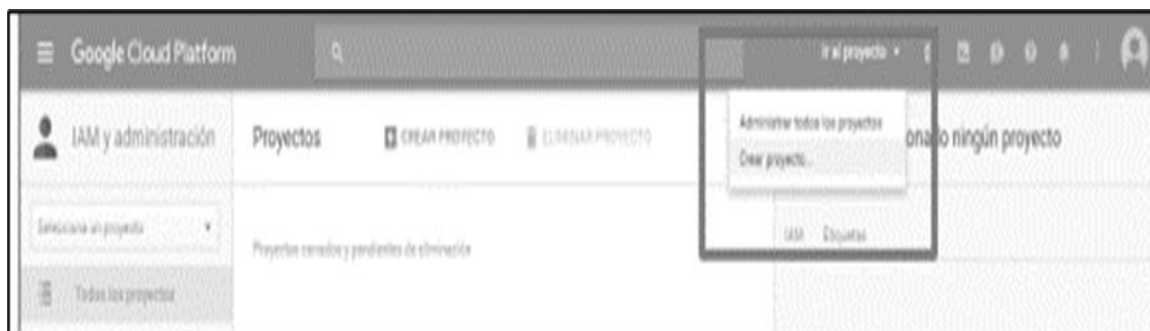 Google Cloud Platform
Ir al proyecto
IAM y administración
Proyectos
CREAR PROYECTO
ELIMINAR PROYECTO
Administrar todos los proyectos
Crear proyecto...
onado ningún proyecto
Selecciona un proyecto
Proyectos cerrados y pendientes de eliminación
IAM
Etiquetas
Todos los proyectos